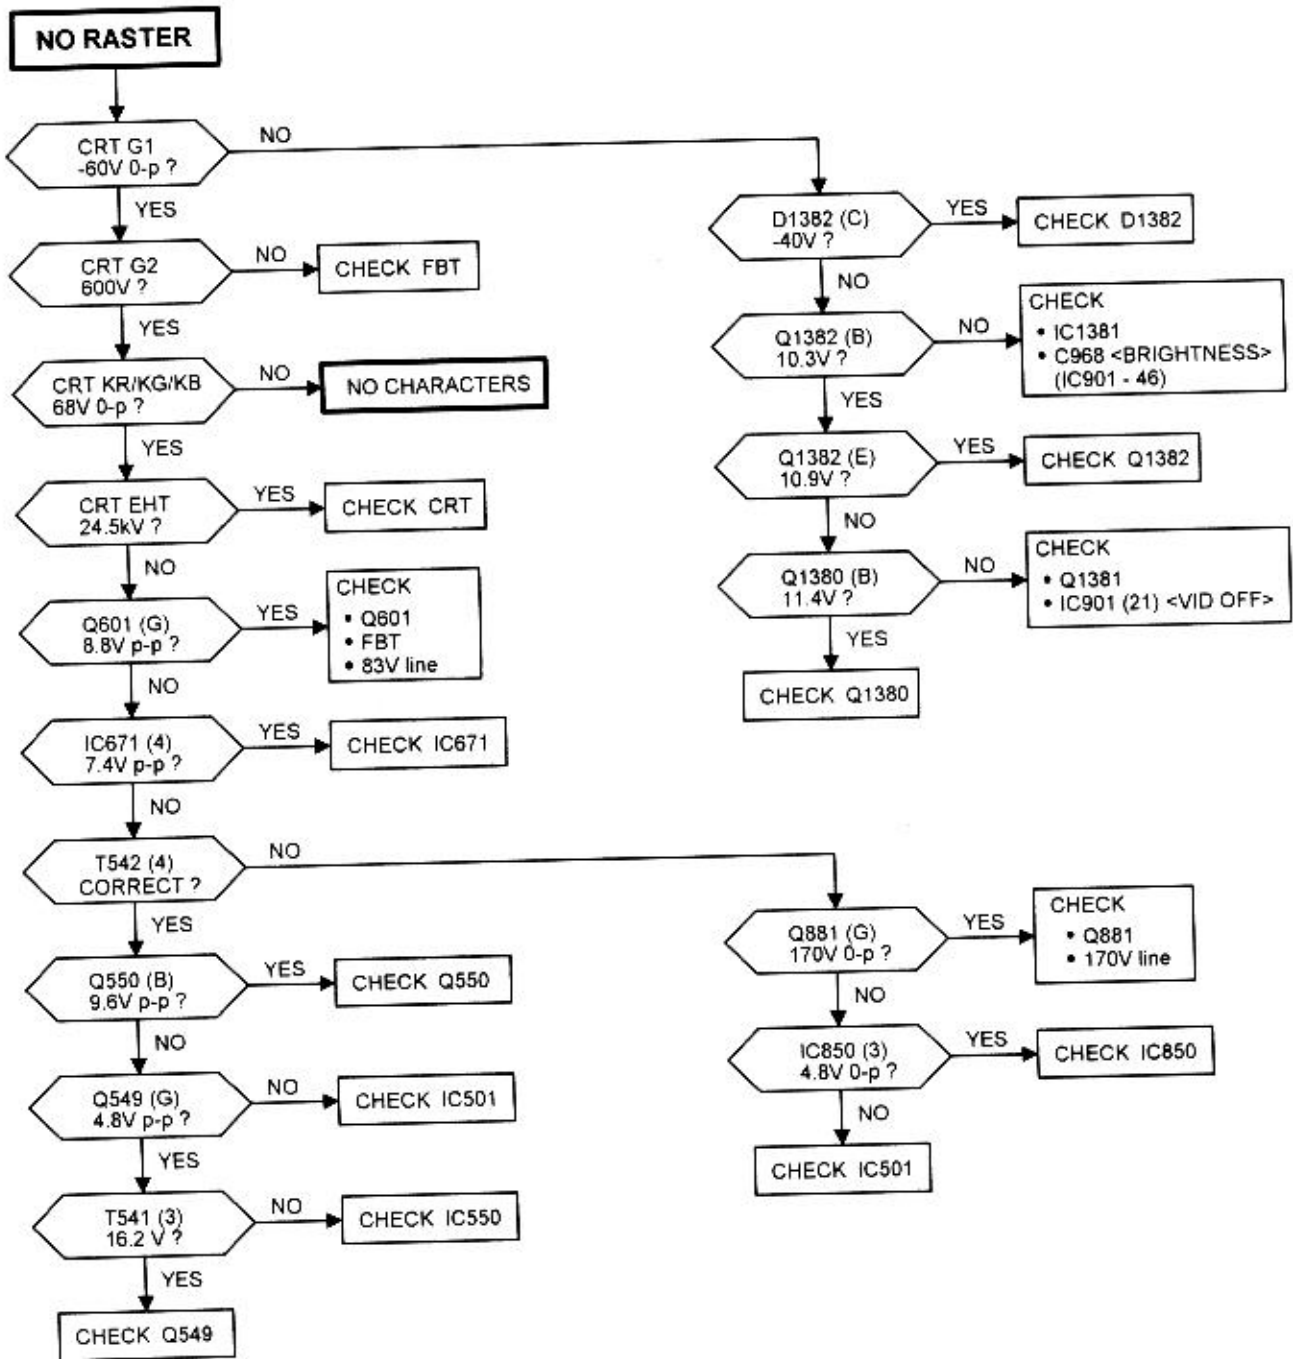 NO RASTER
CRT G1
-60V 0-p ?
NO
YES
CRT G2
600V ?
NO
CHECK FBT
YES
CRT KR/KG/KB
68V 0-p ?
NO
NO CHARACTERS
YES
CRT EHT
24.5kV ?
YES
CHECK CRT
NO
Q601 (G)
8.8V p-p ?
YES
CHECK
• Q601
• FBT
• 83V line
NO
IC671 (4)
7.4V p-p ?
YES
CHECK IC671
NO
T542 (4)
CORRECT ?
NO
YES
Q550 (B)
9.6V p-p ?
YES
CHECK Q550
NO
Q549 (G)
4.8V p-p ?
NO
CHECK IC501
YES
T541 (3)
16.2 V ?
NO
CHECK IC550
YES
CHECK Q549
D1382 (C)
-40V ?
YES
CHECK D1382
NO
Q1382 (B)
10.3V ?
NO
CHECK
• IC1381
• C968 <BRIGHTNESS>
(IC901 - 46)
YES
Q1382 (E)
10.9V ?
YES
CHECK Q1382
NO
Q1380 (B)
11.4V ?
NO
CHECK
• Q1381
• IC901 (21) <VID OFF>
YES
CHECK Q1380
Q881 (G)
170V 0-p ?
YES
CHECK
• Q881
• 170V line
NO
IC850 (3)
4.8V 0-p ?
YES
CHECK IC850
NO
CHECK IC501